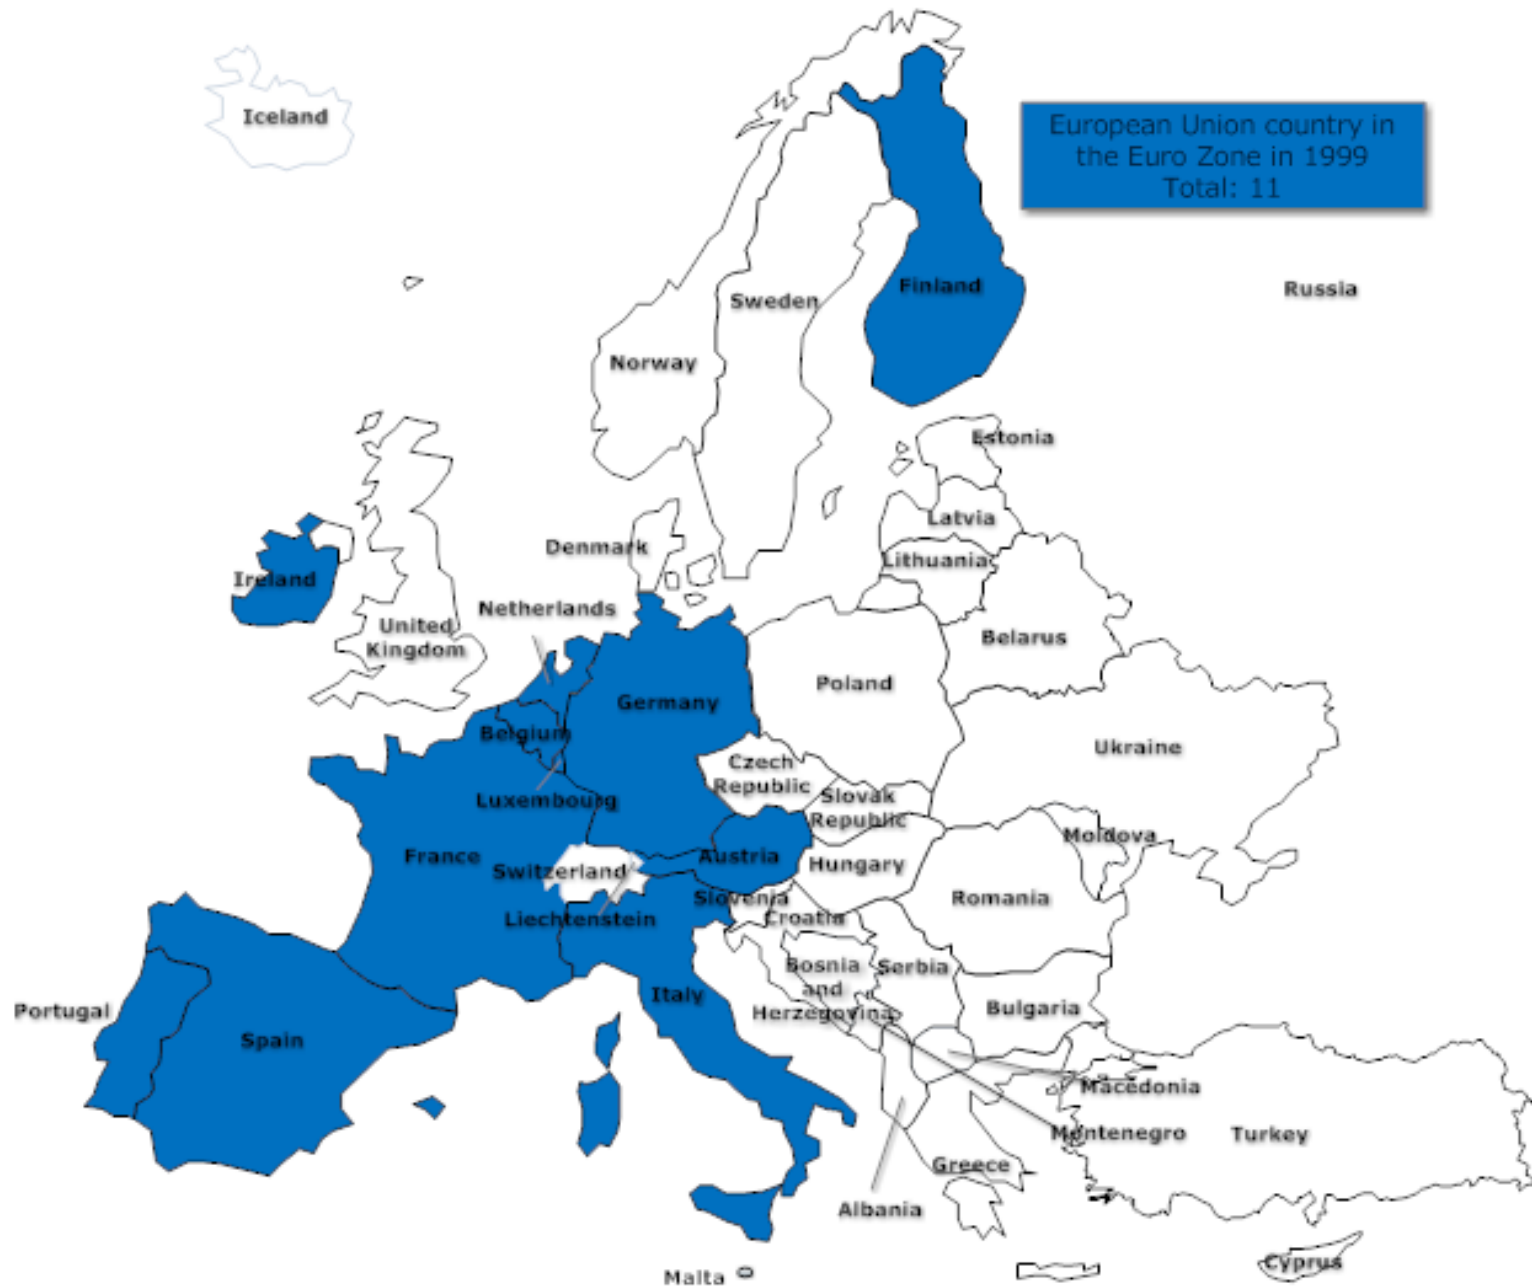 Iceland
European Union country in
the Euro Zone in 1999
Total: 11
Finland
Russia
Sweden
Norway
Estonia
Latvia
Denmark
Lithuania
Ireland
Netherlands
United
Kingdom
Belarus
Poland
Germany
Belgium
Ukraine
Czech
Republic
Luxembourg
Slovak
Republic
Moldova
France
Austria
Switzerland
Hungary
Slovenia
Romania
Liechtenstein
Croatia
Bosnia
and
Herzegovina
Serbia
Italy
Portugal
Bulgaria
Spain
Macedonia
Montenegro
Turkey
Greece
Albania
Cyprus
Malta